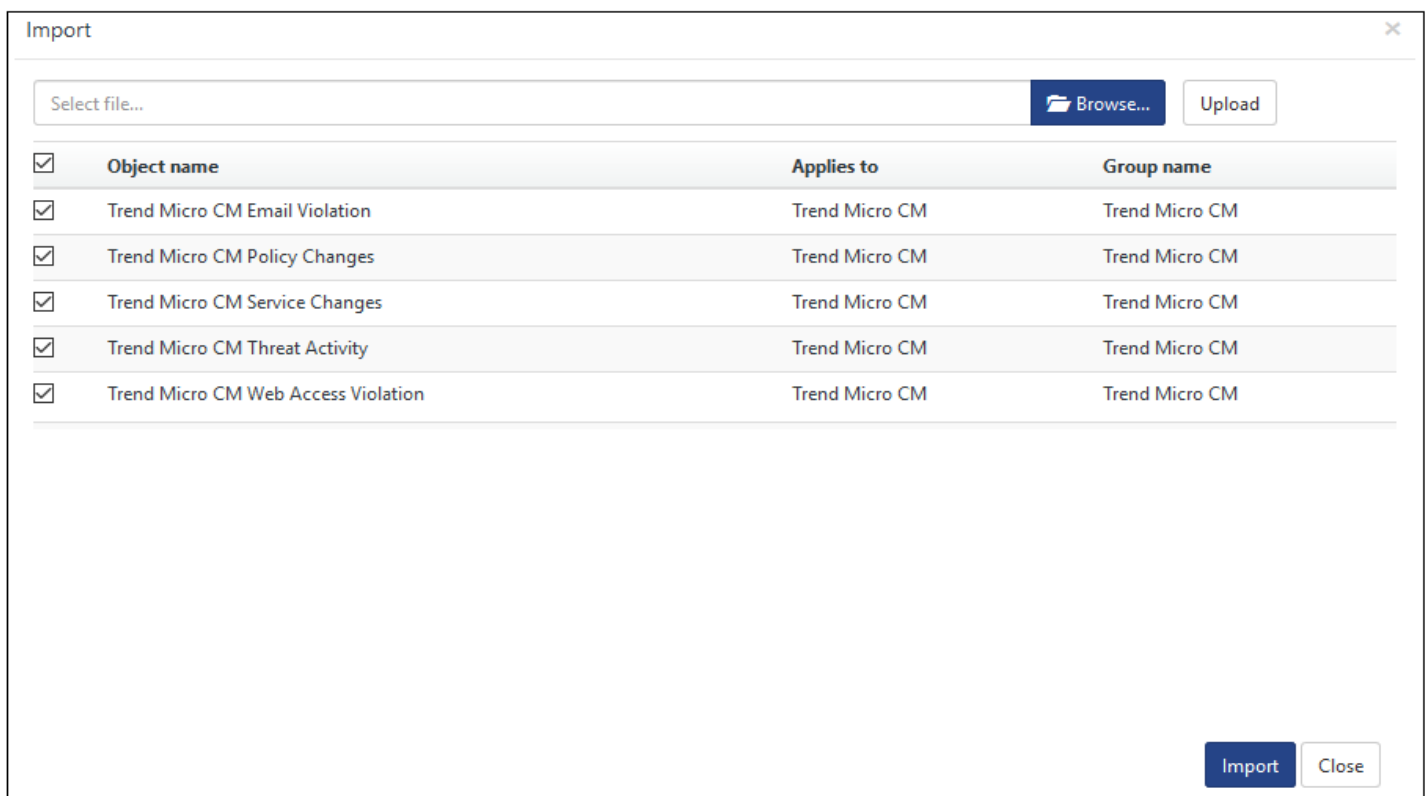 Import ×
Select file... Browse... Upload
Object name Applies to Group name
Trend Micro CM Email Violation Trend Micro CM Trend Micro CM
Trend Micro CM Policy Changes Trend Micro CM Trend Micro CM
Trend Micro CM Service Changes Trend Micro CM Trend Micro CM
Trend Micro CM Threat Activity Trend Micro CM Trend Micro CM
Trend Micro CM Web Access Violation Trend Micro CM Trend Micro CM
Import Close